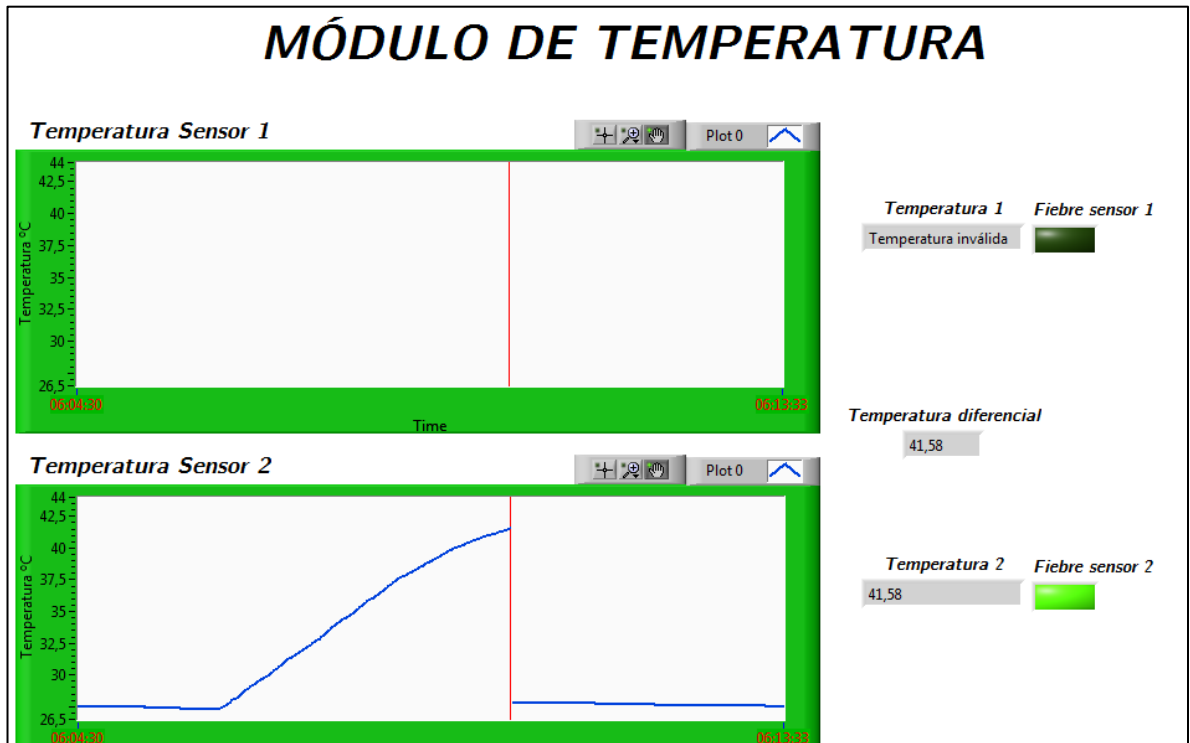 MÓDULO DE TEMPERATURA
Temperatura Sensor 1
Plot 0
44
42,5
40
37,5
35
32,5
30
26,5
Temperatura ºC
06:04:30
06:13:33
Time
Temperatura 1
Fiebre sensor 1
Temperatura inválida
Temperatura diferencial
41,58
Temperatura Sensor 2
Plot 0
44
42,5
40
37,5
35
32,5
30
26,5
Temperatura ºC
06:04:30
06:13:33
Temperatura 2
Fiebre sensor 2
41,58